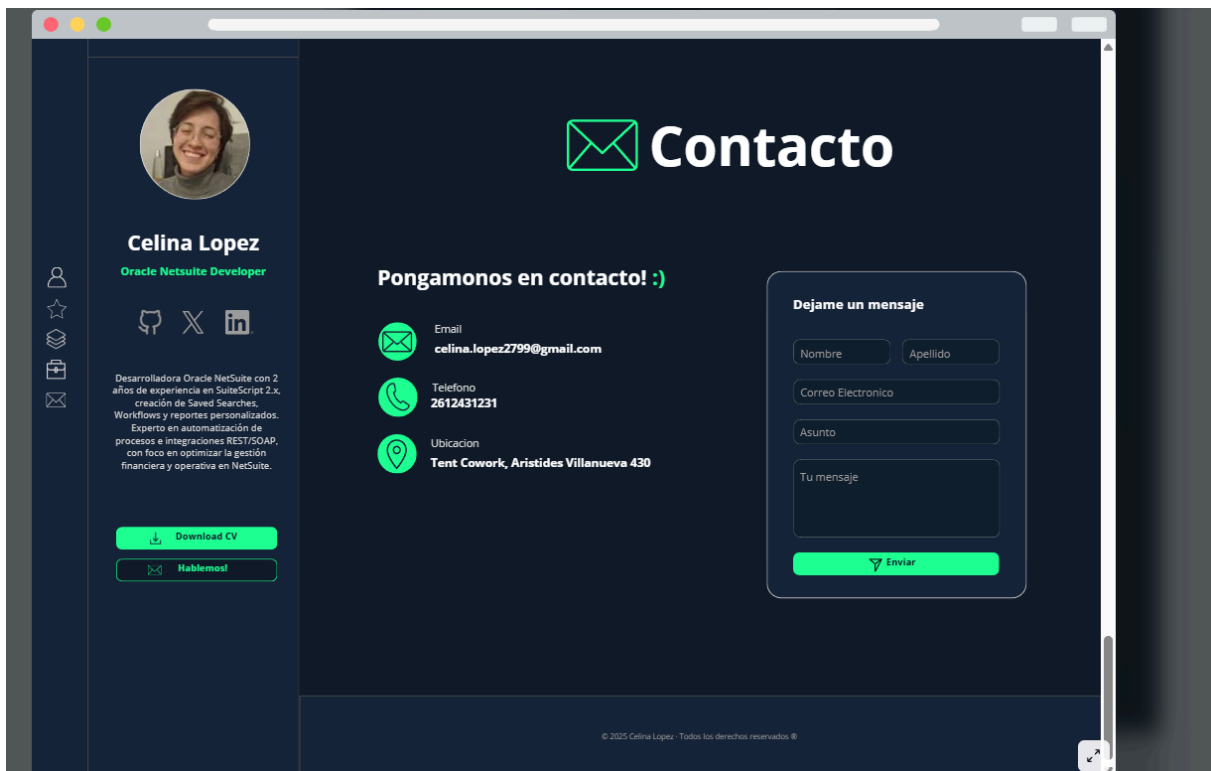 Celina Lopez
Oracle Netsuite Developer
in
Desarrolladora Oracle NetSuite con 2
años de experiencia en SuiteScript 2.x,
creación de Saved Searches,
Workflows y reportes personalizados.
Experto en automatización de
procesos e integraciones REST/SOAP,
con foco en optimizar la gestión
financiera y operativa en NetSuite.
Download CV
Hablemos!
Contacto
Pongamonos en contacto! :)
Email
celina.lopez2799@gmail.com
Telefono
2612431231
Ubicacion
Tent Cowork, Aristides Villanueva 430
Dejame un mensaje
Nombre
Apellido
Correo Electronico
Asunto
Tu mensaje
Enviar
© 2025 Celina Lopez · Todos los derechos reservados ®